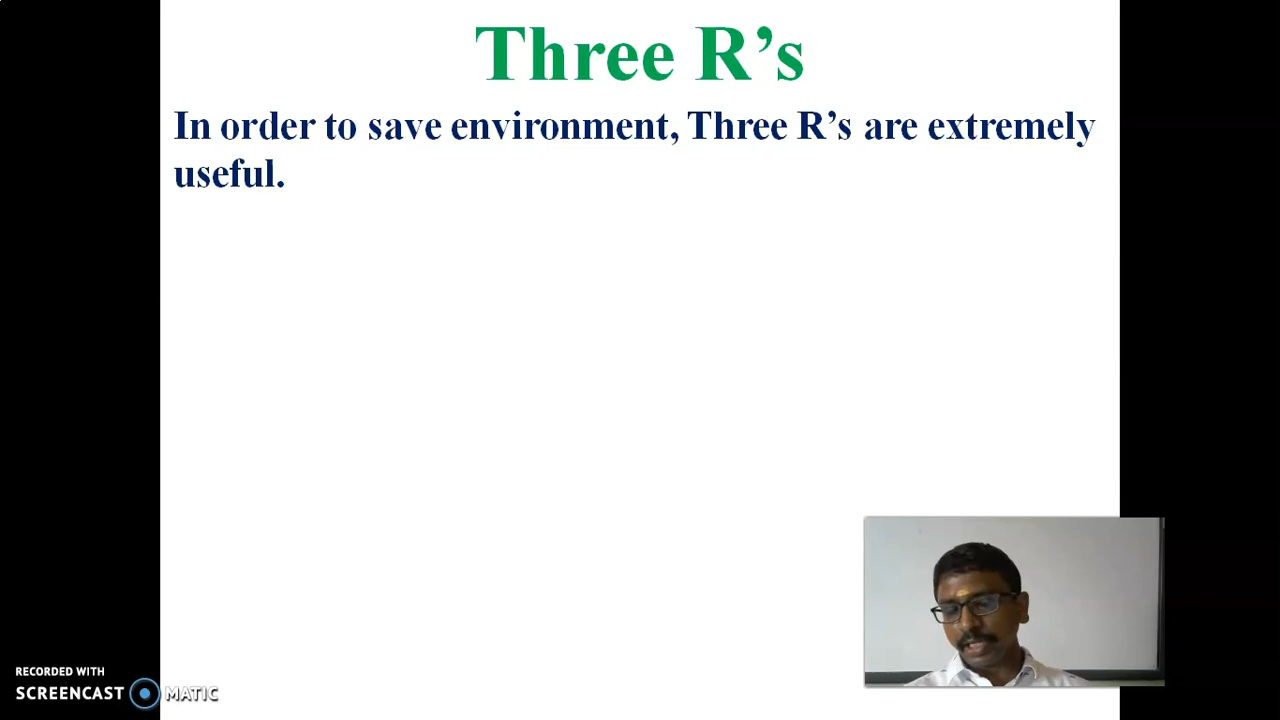 Three R’s
In order to save environment, Three R’s are extremely
useful.
RECORDED WITH
SCREENCAST MATIC